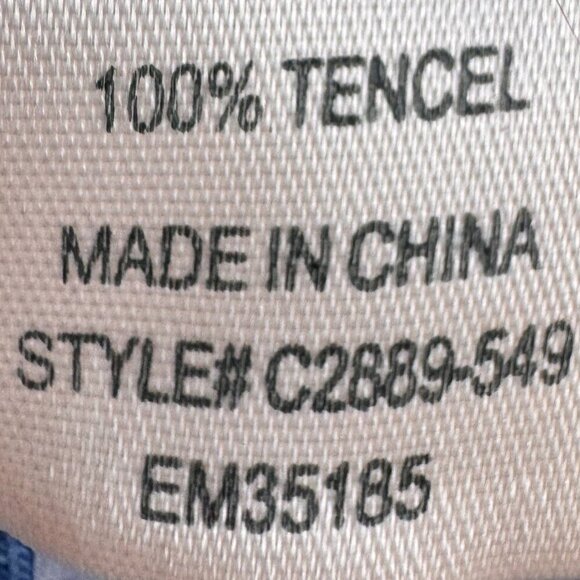 100% TENCEL
MADE IN CHINA
STYLE# C2889-549
EM35185